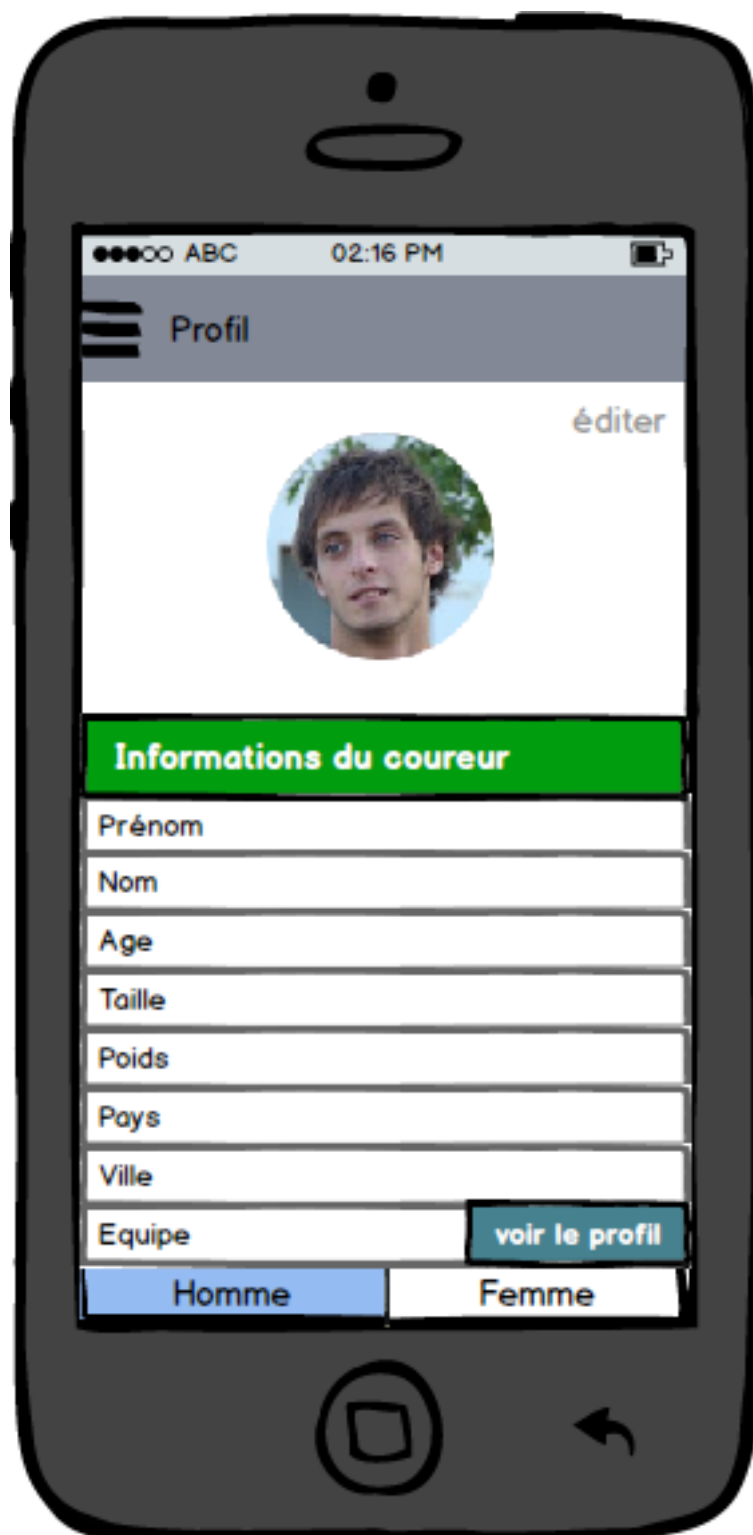 ABC 02:16 PM
Profil
éditer
Informations du coureur
Prénom
Nom
Age
Taille
Poids
Pays
Ville
Equipe voir le profil
Homme Femme